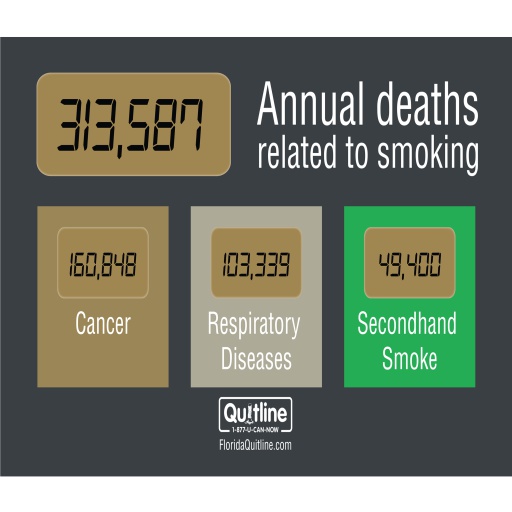 313,587
Annual deaths
related to smoking
160,848
Cancer
103,339
Respiratory
Diseases
49,400
Secondhand
Smoke
Quitline
1-877-U-CAN-NOW
FloridaQuitline.com